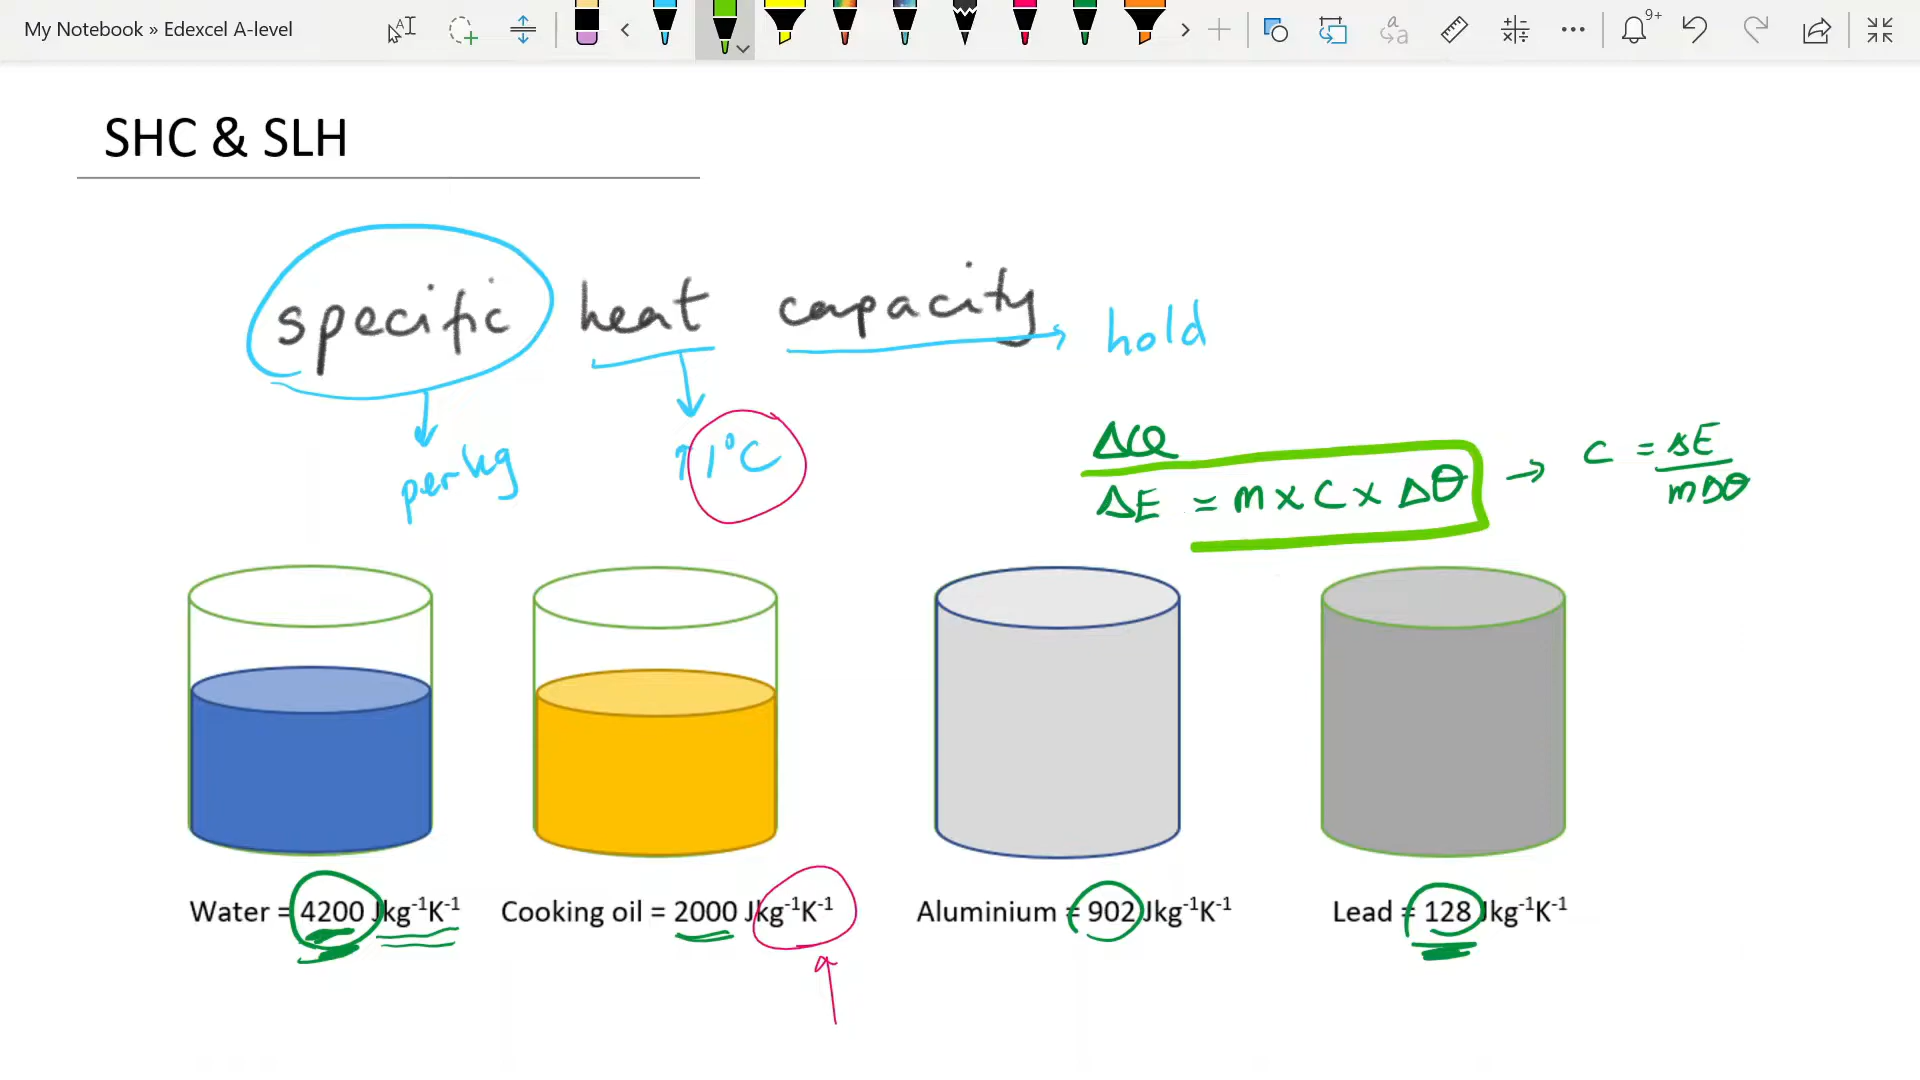 My Notebook » Edexcel A-level
9+
SHC & SLH
specific heat capacity → hold
per kg
↑1°C
ΔQ
ΔE = m x c x Δθ → c = ΔE / mΔθ
Water = 4200 Jkg⁻¹K⁻¹
Cooking oil = 2000 Jkg⁻¹K⁻¹
Aluminium = 902 Jkg⁻¹K⁻¹
Lead = 128 Jkg⁻¹K⁻¹